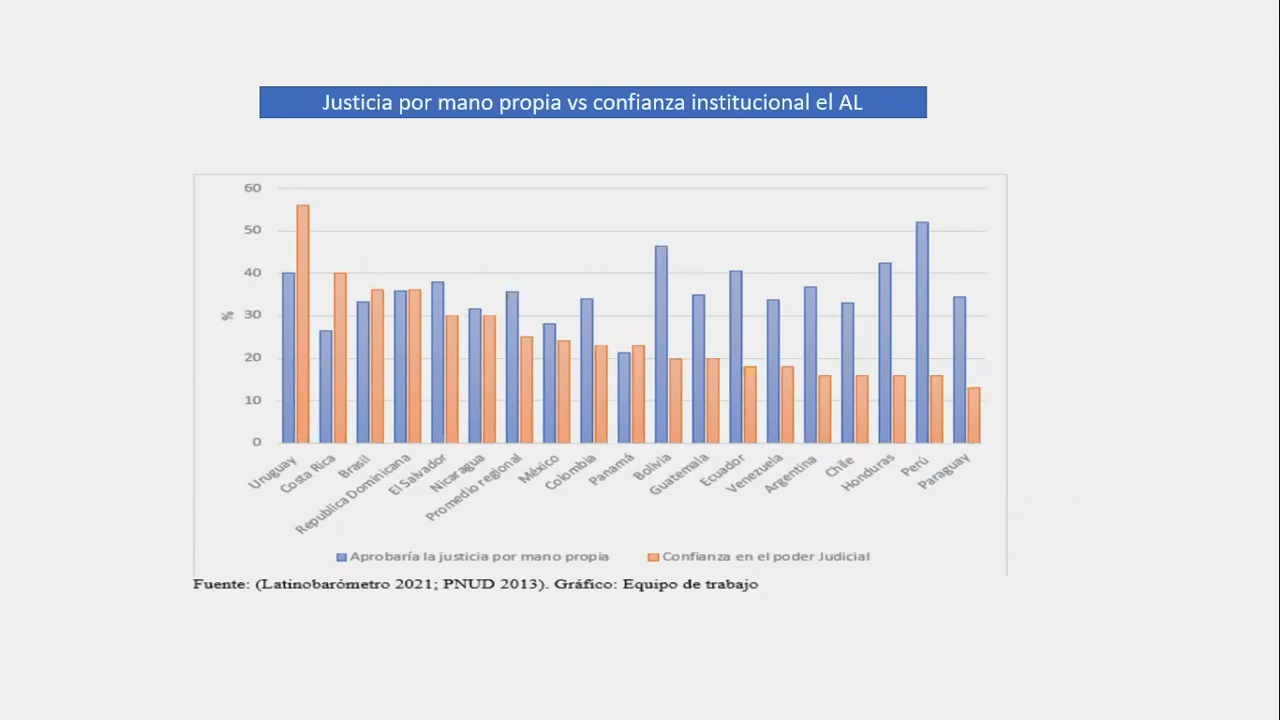 Justicia por mano propia vs confianza institucional el AL
60
50
40
30
20
10
0
%
Uruguay
Costa Rica
Brasil
Republica Dominicana
El Salvador
Nicaragua
Promedio regional
México
Colombia
Panamá
Bolivia
Guatemala
Ecuador
Venezuela
Argentina
Chile
Honduras
Perú
Paraguay
Aprobaría la justicia por mano propia
Confianza en el poder Judicial
Fuente: (Latinobarómetro 2021; PNUD 2013). Gráfico: Equipo de trabajo